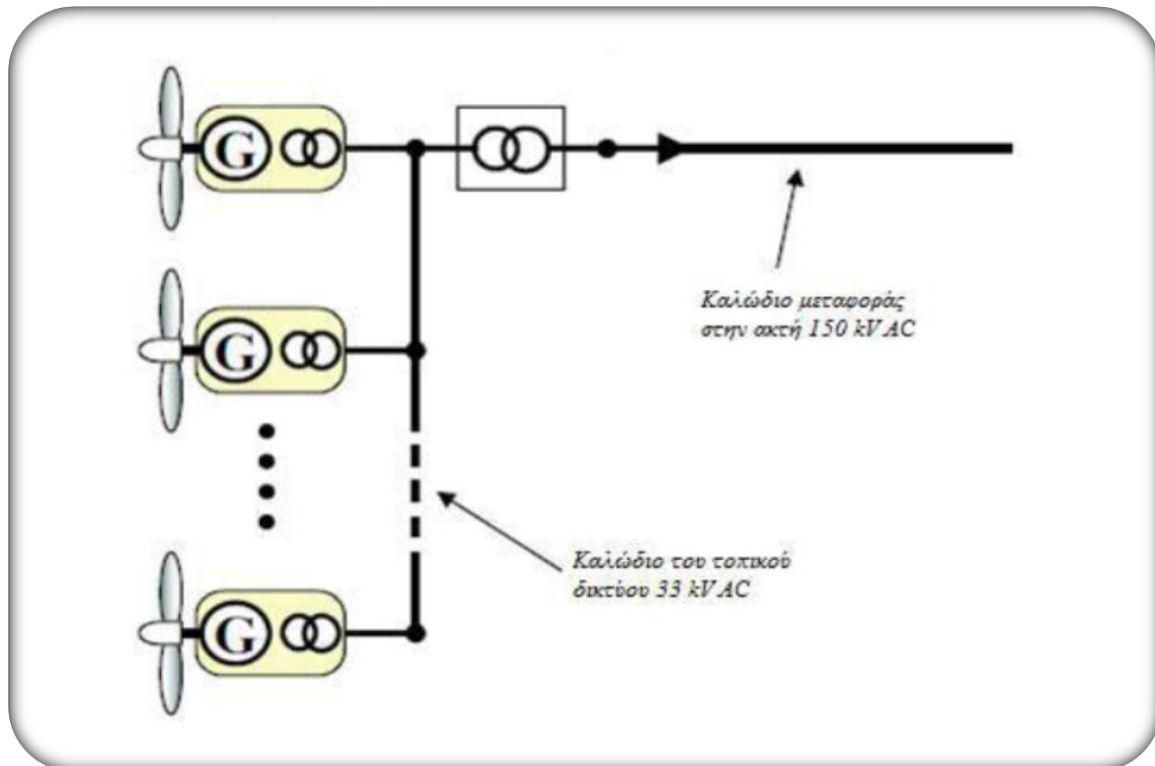 G
Καλώδιο μεταφοράς
στην ακτή 150 kV AC
G
Καλώδιο του τοπικού
δικτύου 33 kV AC
G